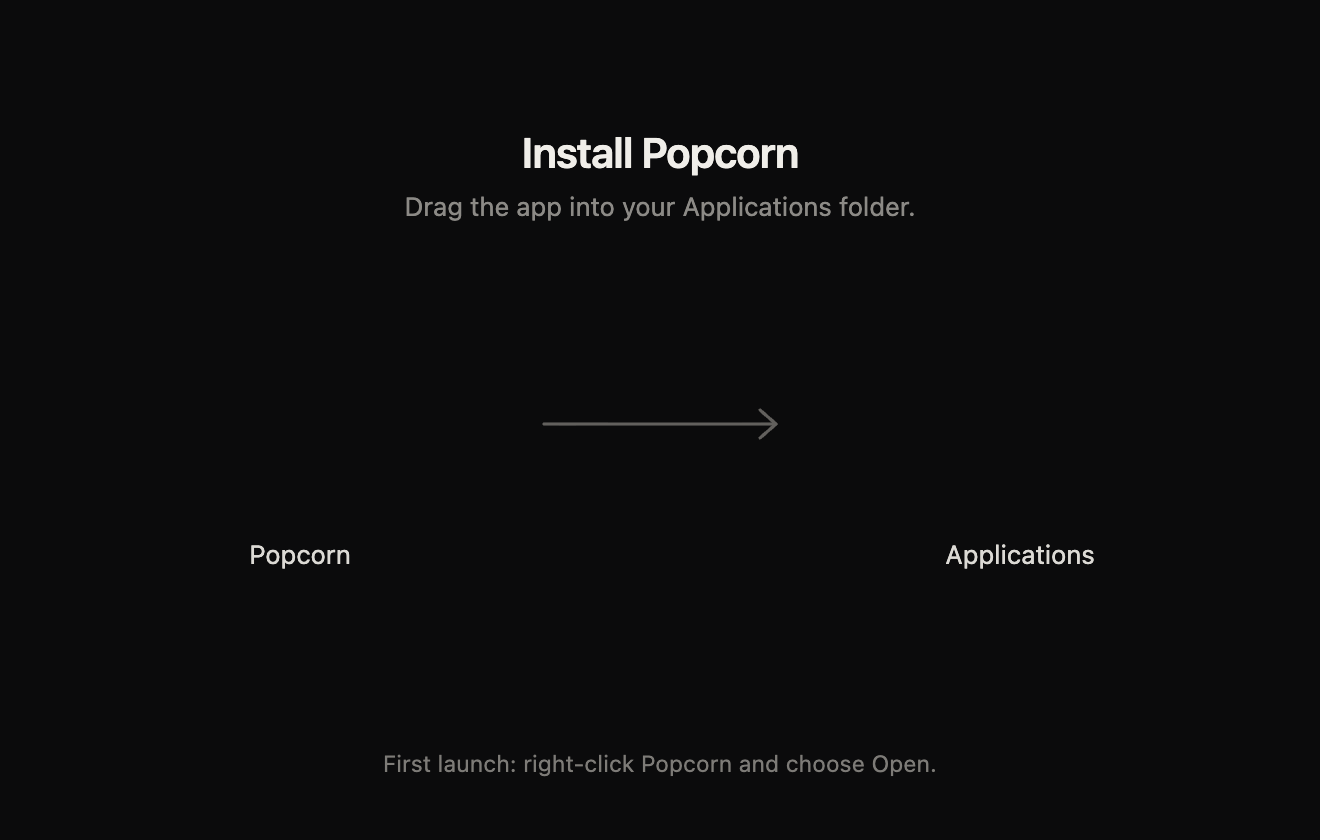 Install Popcorn
Drag the app into your Applications folder.
Popcorn
Applications
First launch: right-click Popcorn and choose Open.